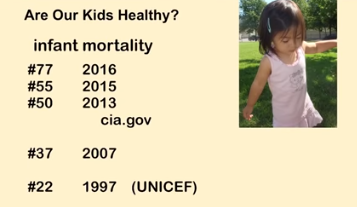 Are Our Kids Healthy?
infant mortality
#77 2016
#55 2015
#50 2013
cia.gov
#37 2007
#22 1997 (UNICEF)